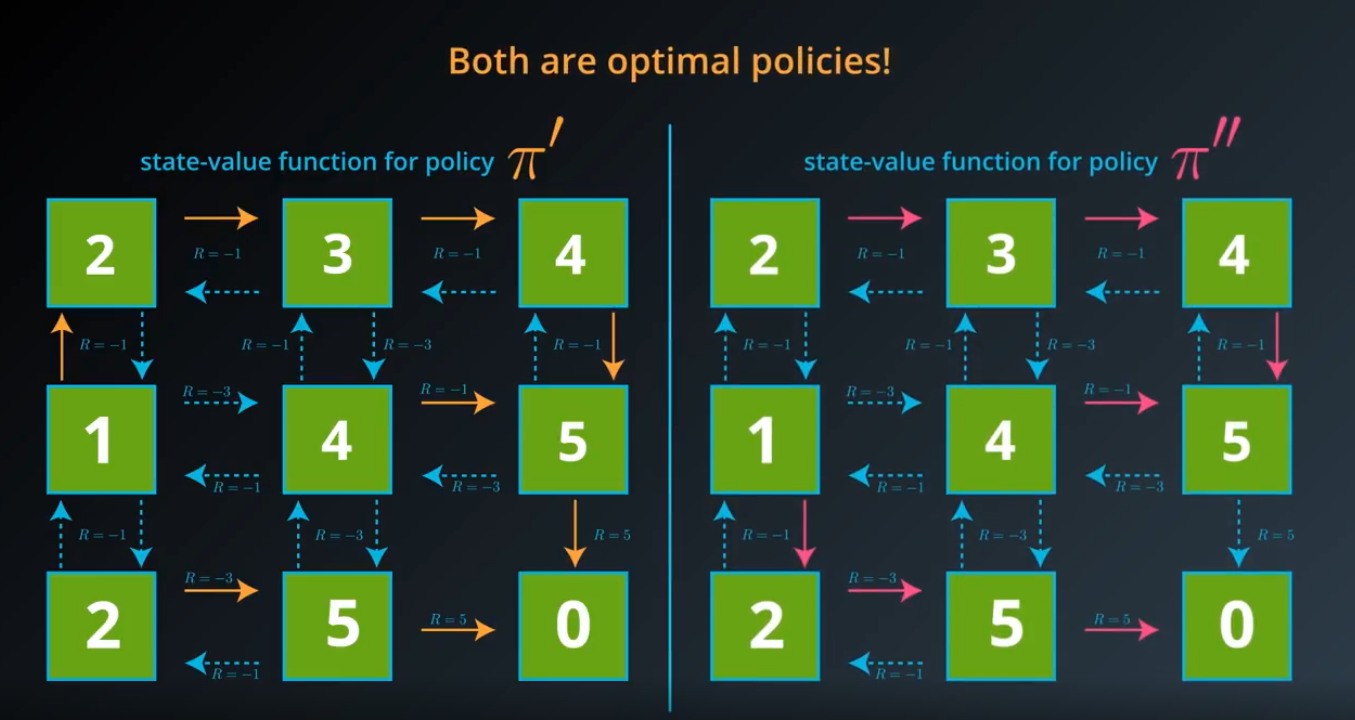 Both are optimal policies!
state-value function for policy π′
2 3 4
R = −1 R = −1
R = −1 R = −1 R = −3 R = −1
1 4 5
R = −3 R = −1
R = −1 R = −3
R = −1 R = −3 R = 5
2 5 0
R = −3 R = 5
R = −1
state-value function for policy π″
2 3 4
R = −1 R = −1
R = −1 R = −1 R = −3 R = −1
1 4 5
R = −3 R = −1
R = −1 R = −3
R = −1 R = −3 R = 5
2 5 0
R = −3 R = 5
R = −1